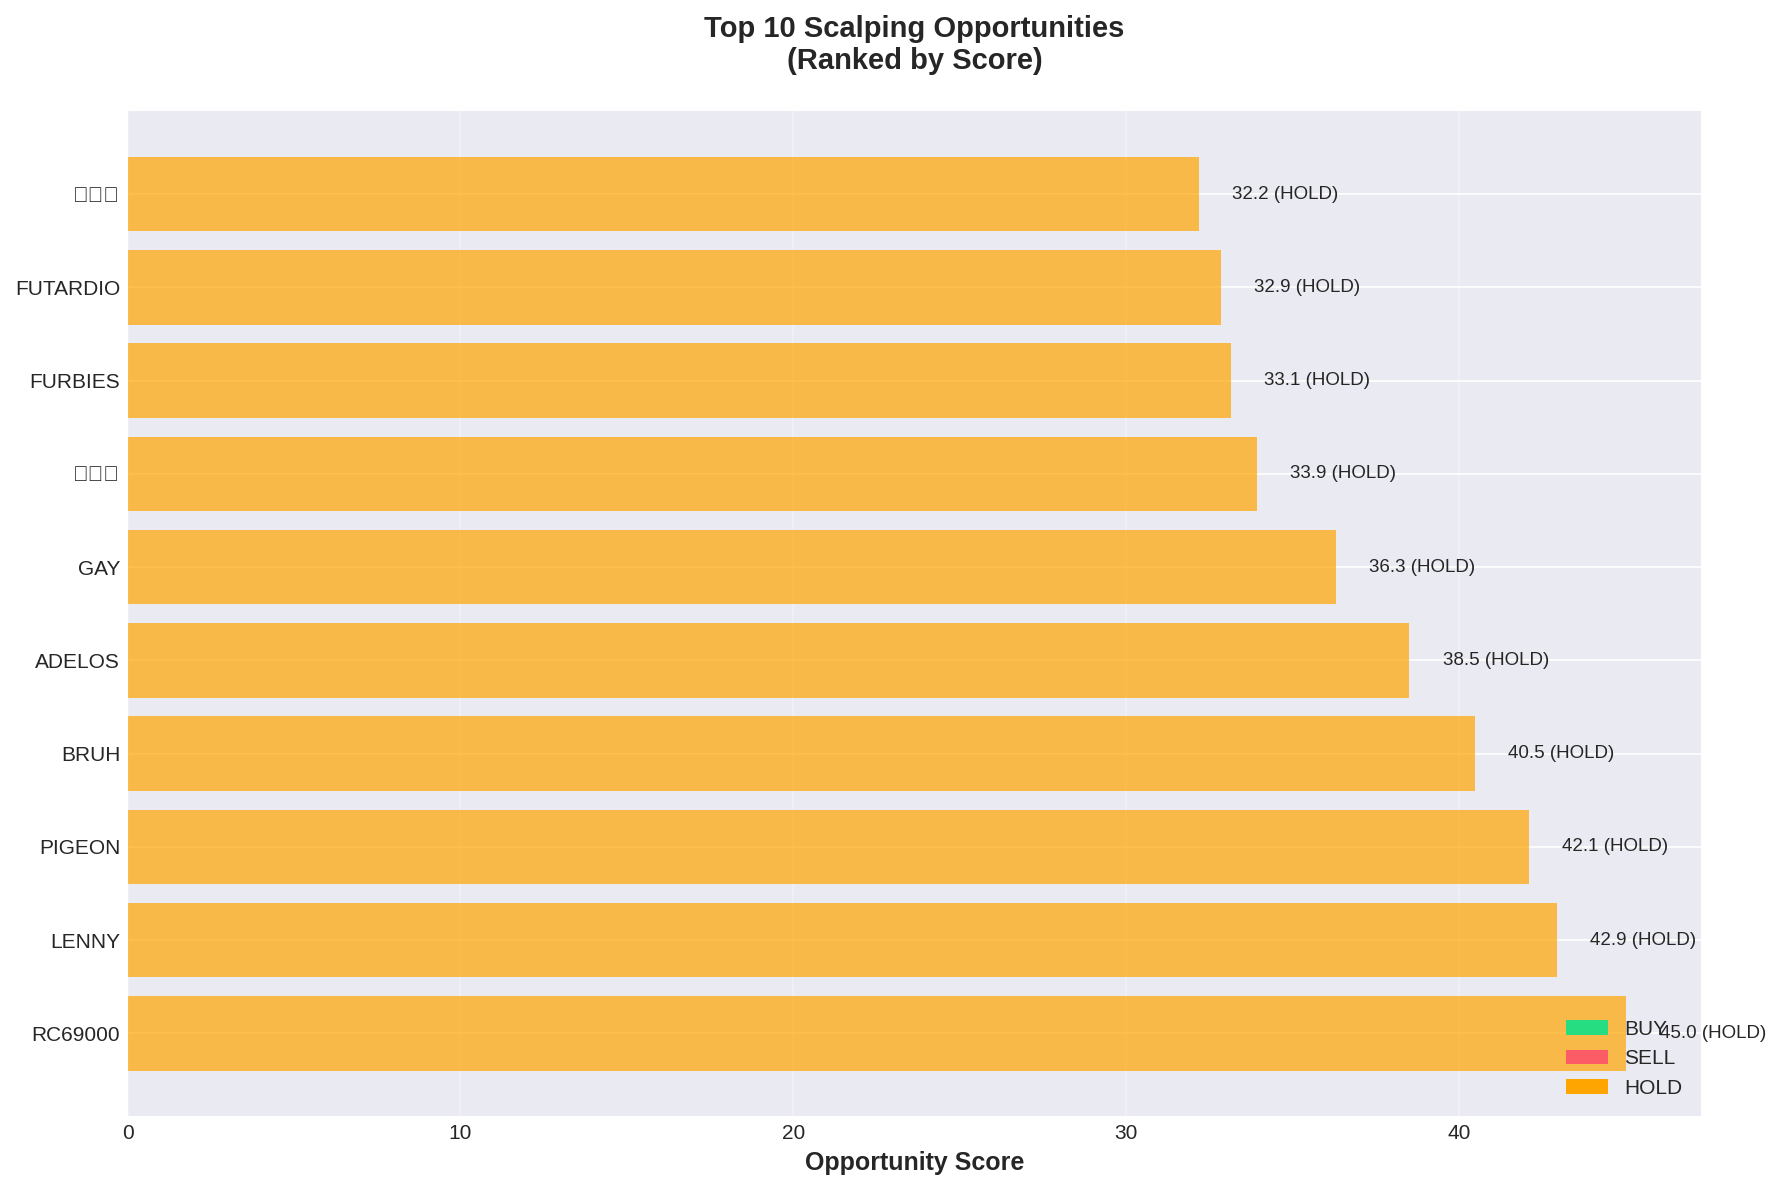 Top 10 Scalping Opportunities
(Ranked by Score)
32.2 (HOLD)
FUTARDIO 32.9 (HOLD)
FURBIES 33.1 (HOLD)
33.9 (HOLD)
GAY 36.3 (HOLD)
ADELOS 38.5 (HOLD)
BRUH 40.5 (HOLD)
PIGEON 42.1 (HOLD)
LENNY 42.9 (HOLD)
RC69000 45.0 (HOLD)
BUY
SELL
HOLD
0 10 20 30 40
Opportunity Score